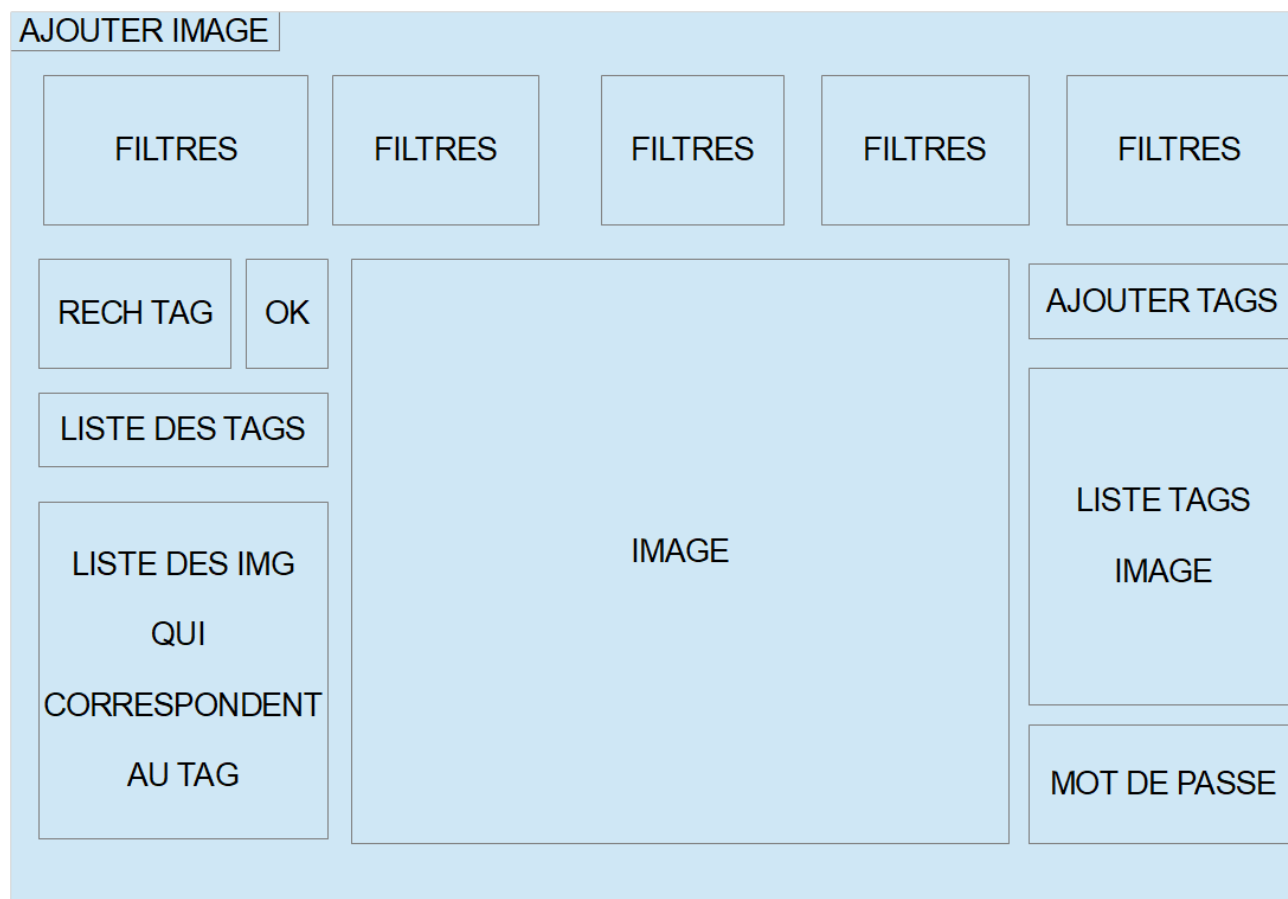 AJOUTER IMAGE
FILTRES
FILTRES
FILTRES
FILTRES
FILTRES
RECH TAG
OK
LISTE DES TAGS
LISTE DES IMG
QUI
CORRESPONDENT
AU TAG
IMAGE
AJOUTER TAGS
LISTE TAGS
IMAGE
MOT DE PASSE